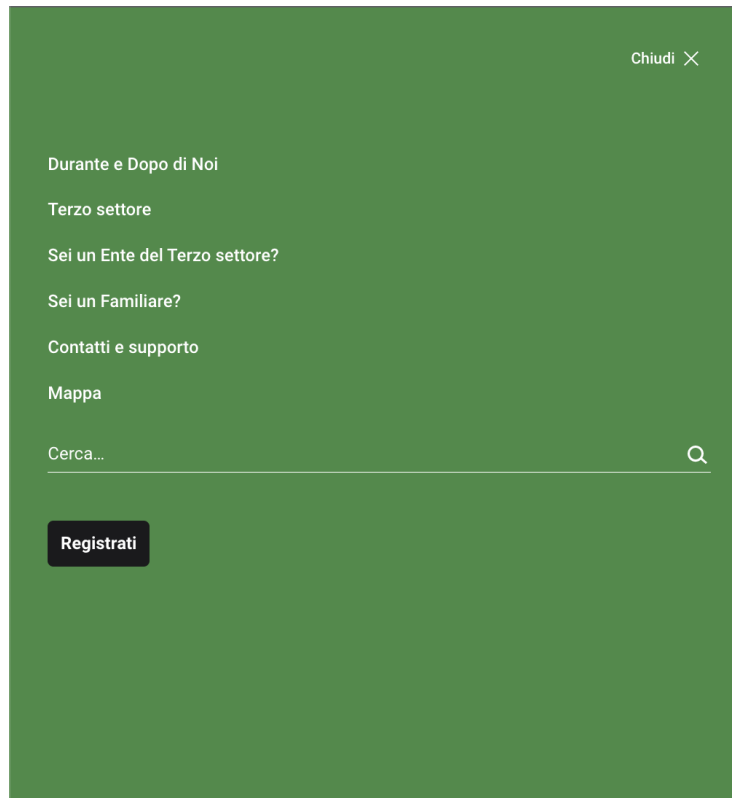 Chiudi
Durante e Dopo di Noi
Terzo settore
Sei un Ente del Terzo settore?
Sei un Familiare?
Contatti e supporto
Mappa
Cerca...
Registrati